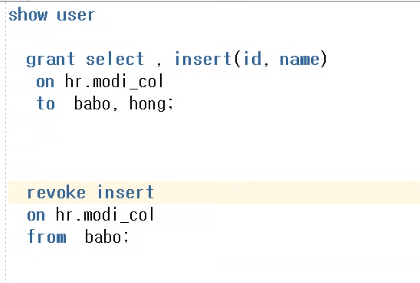 show user
grant select , insert(id, name)
on hr.modi_col
to babo, hong;
revoke insert
on hr.modi_col
from babo;